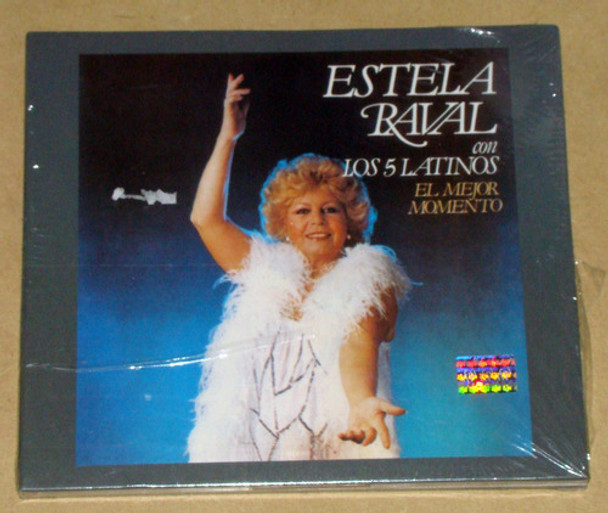 ESTELA
RAVAL
con
LOS 5 LATINOS
EL MEJOR
MOMENTO